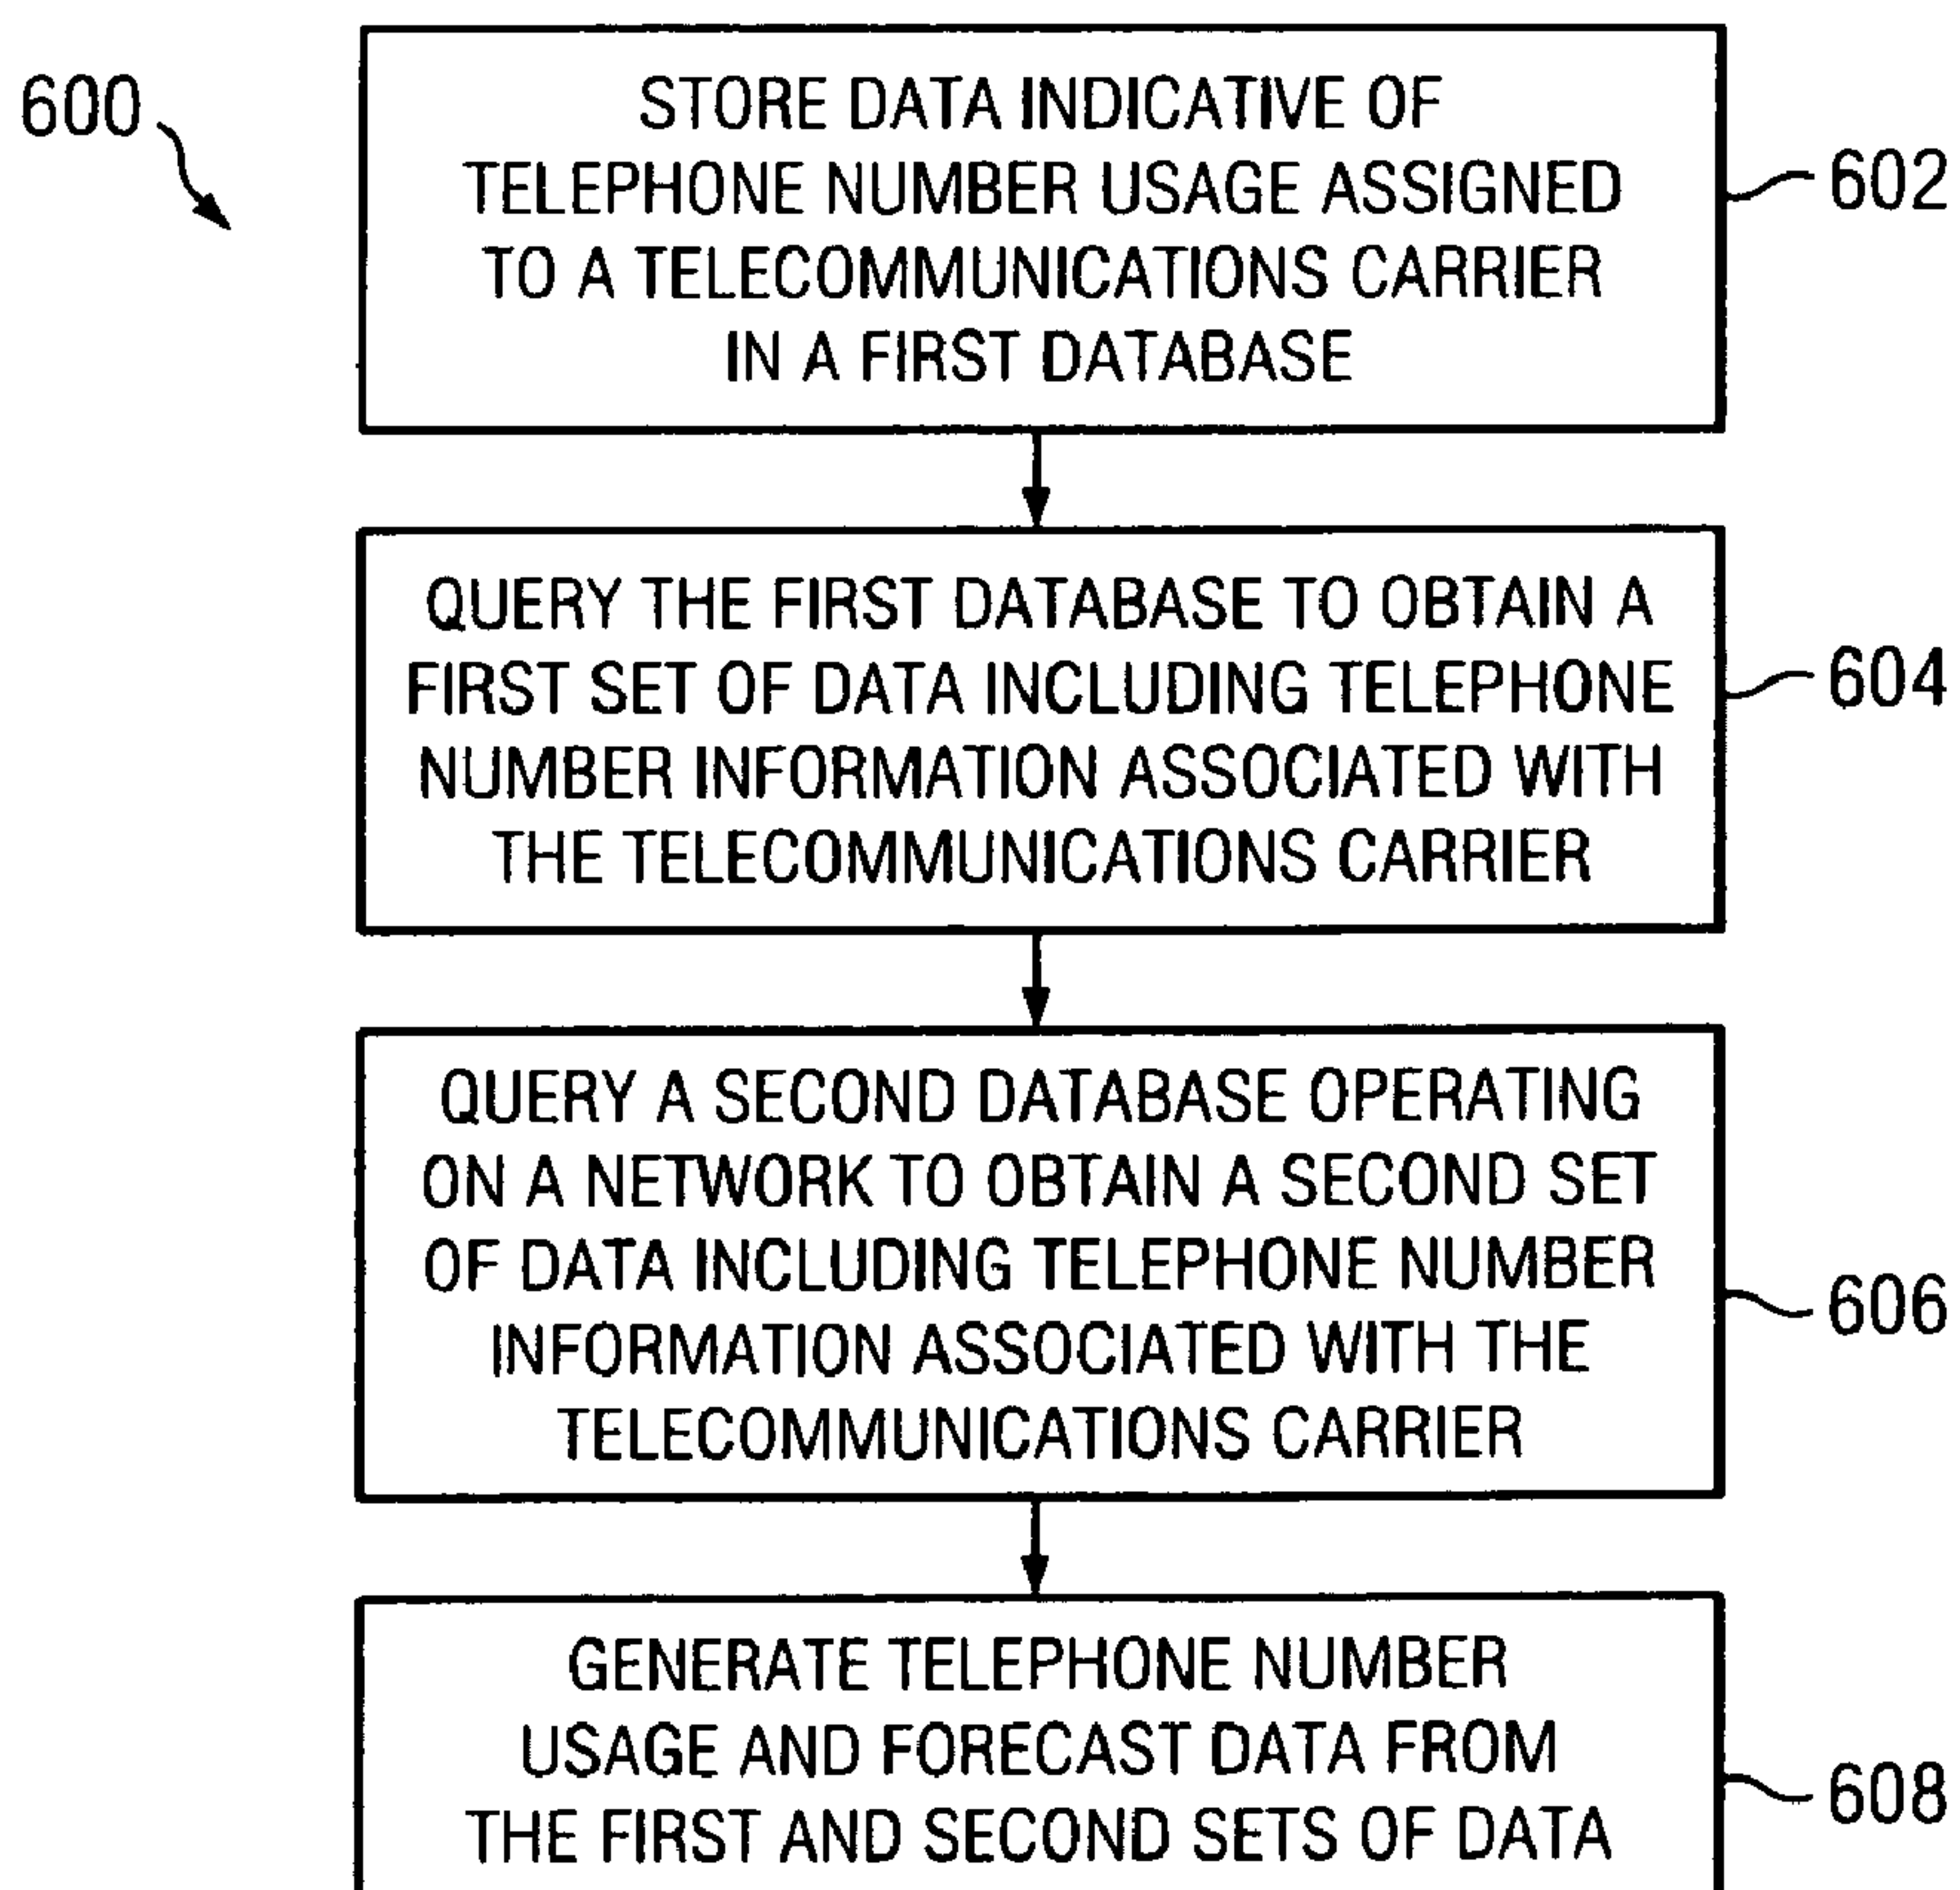 600
STORE DATA INDICATIVE OF
TELEPHONE NUMBER USAGE ASSIGNED
TO A TELECOMMUNICATIONS CARRIER
IN A FIRST DATABASE
602
QUERY THE FIRST DATABASE TO OBTAIN A
FIRST SET OF DATA INCLUDING TELEPHONE
NUMBER INFORMATION ASSOCIATED WITH
THE TELECOMMUNICATIONS CARRIER
604
QUERY A SECOND DATABASE OPERATING
ON A NETWORK TO OBTAIN A SECOND SET
OF DATA INCLUDING TELEPHONE NUMBER
INFORMATION ASSOCIATED WITH THE
TELECOMMUNICATIONS CARRIER
606
GENERATE TELEPHONE NUMBER
USAGE AND FORECAST DATA FROM
THE FIRST AND SECOND SETS OF DATA
608